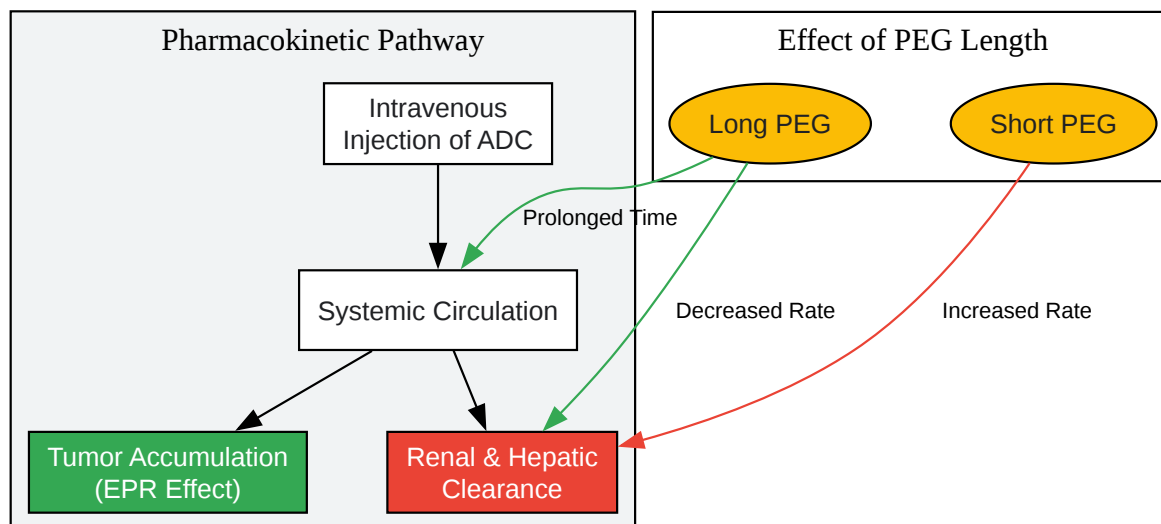 Pharmacokinetic Pathway
Effect of PEG Length
Intravenous
Injection of ADC
Long PEG
Short PEG
Prolonged Time
Systemic Circulation
Decreased Rate
Increased Rate
Tumor Accumulation
(EPR Effect)
Renal & Hepatic
Clearance